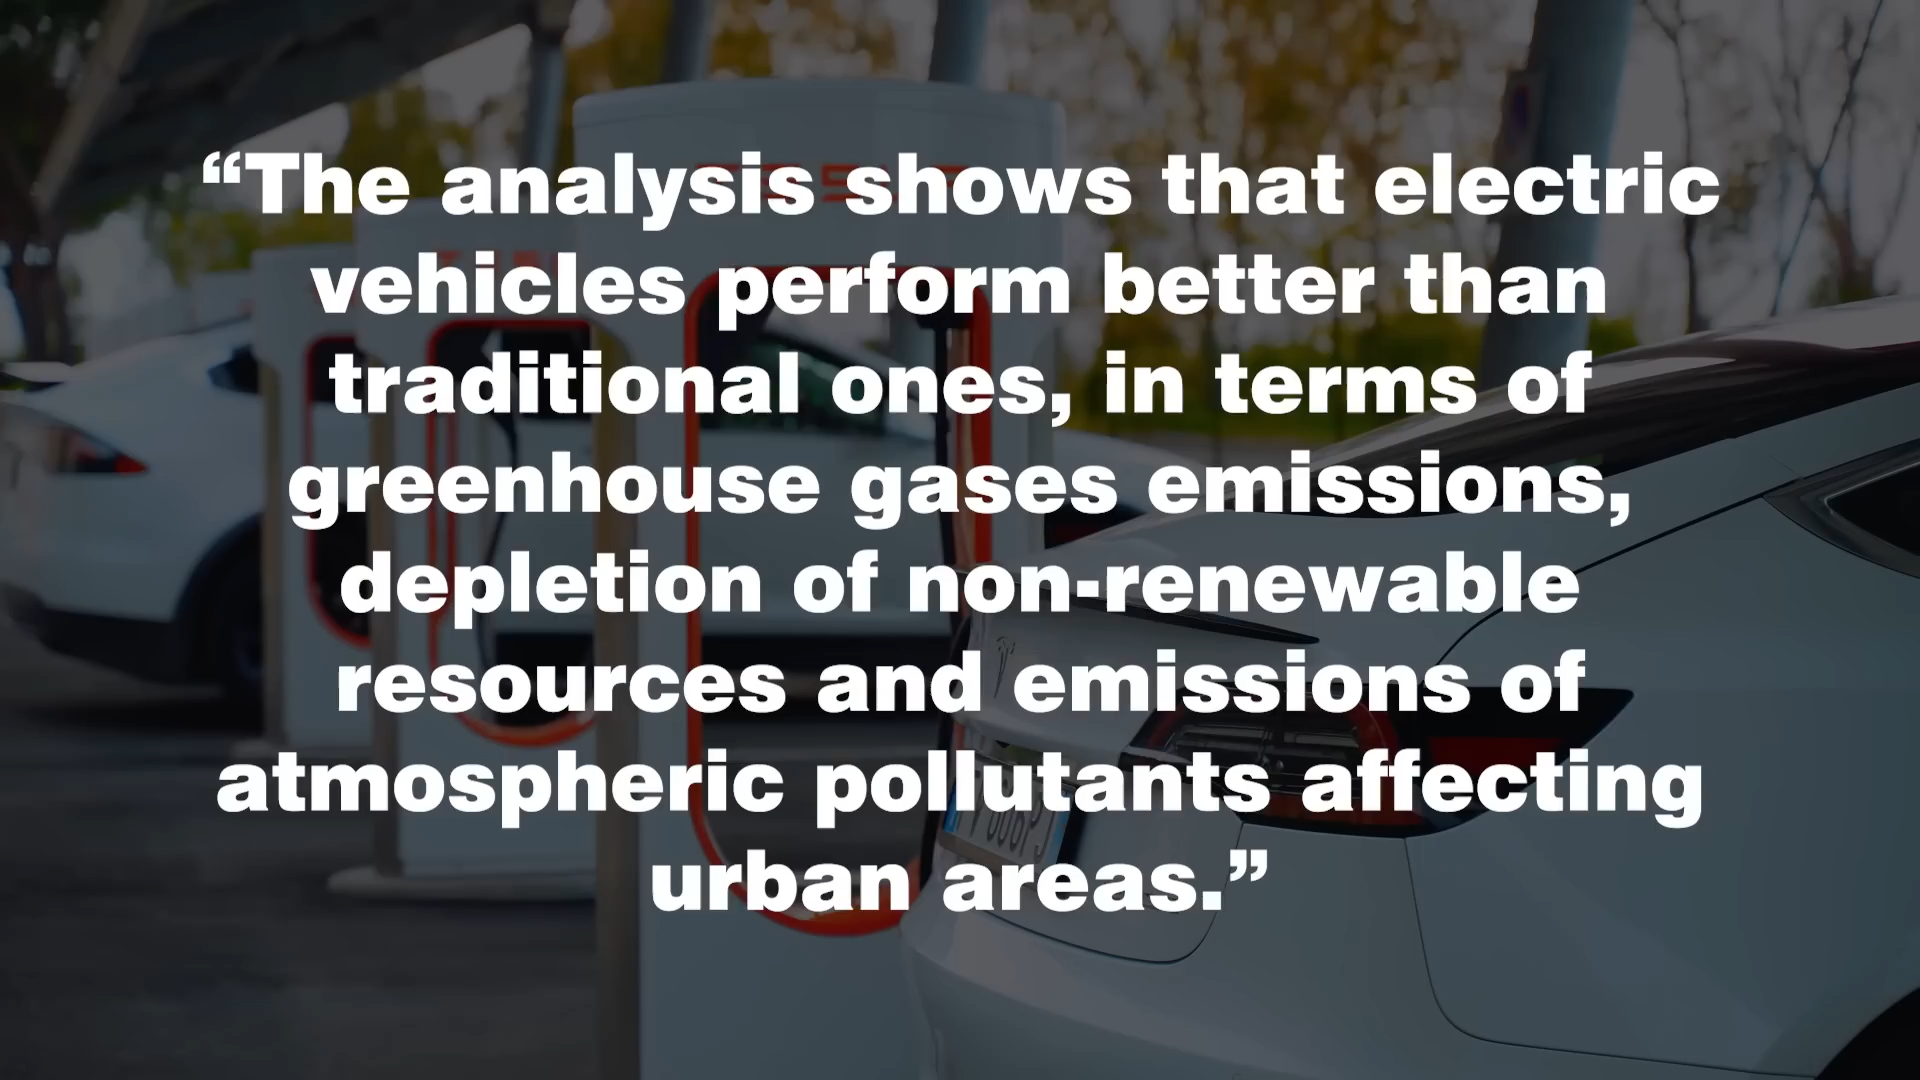 “The analysis shows that electric
vehicles perform better than
traditional ones, in terms of
greenhouse gases emissions,
depletion of non-renewable
resources and emissions of
atmospheric pollutants affecting
urban areas.”